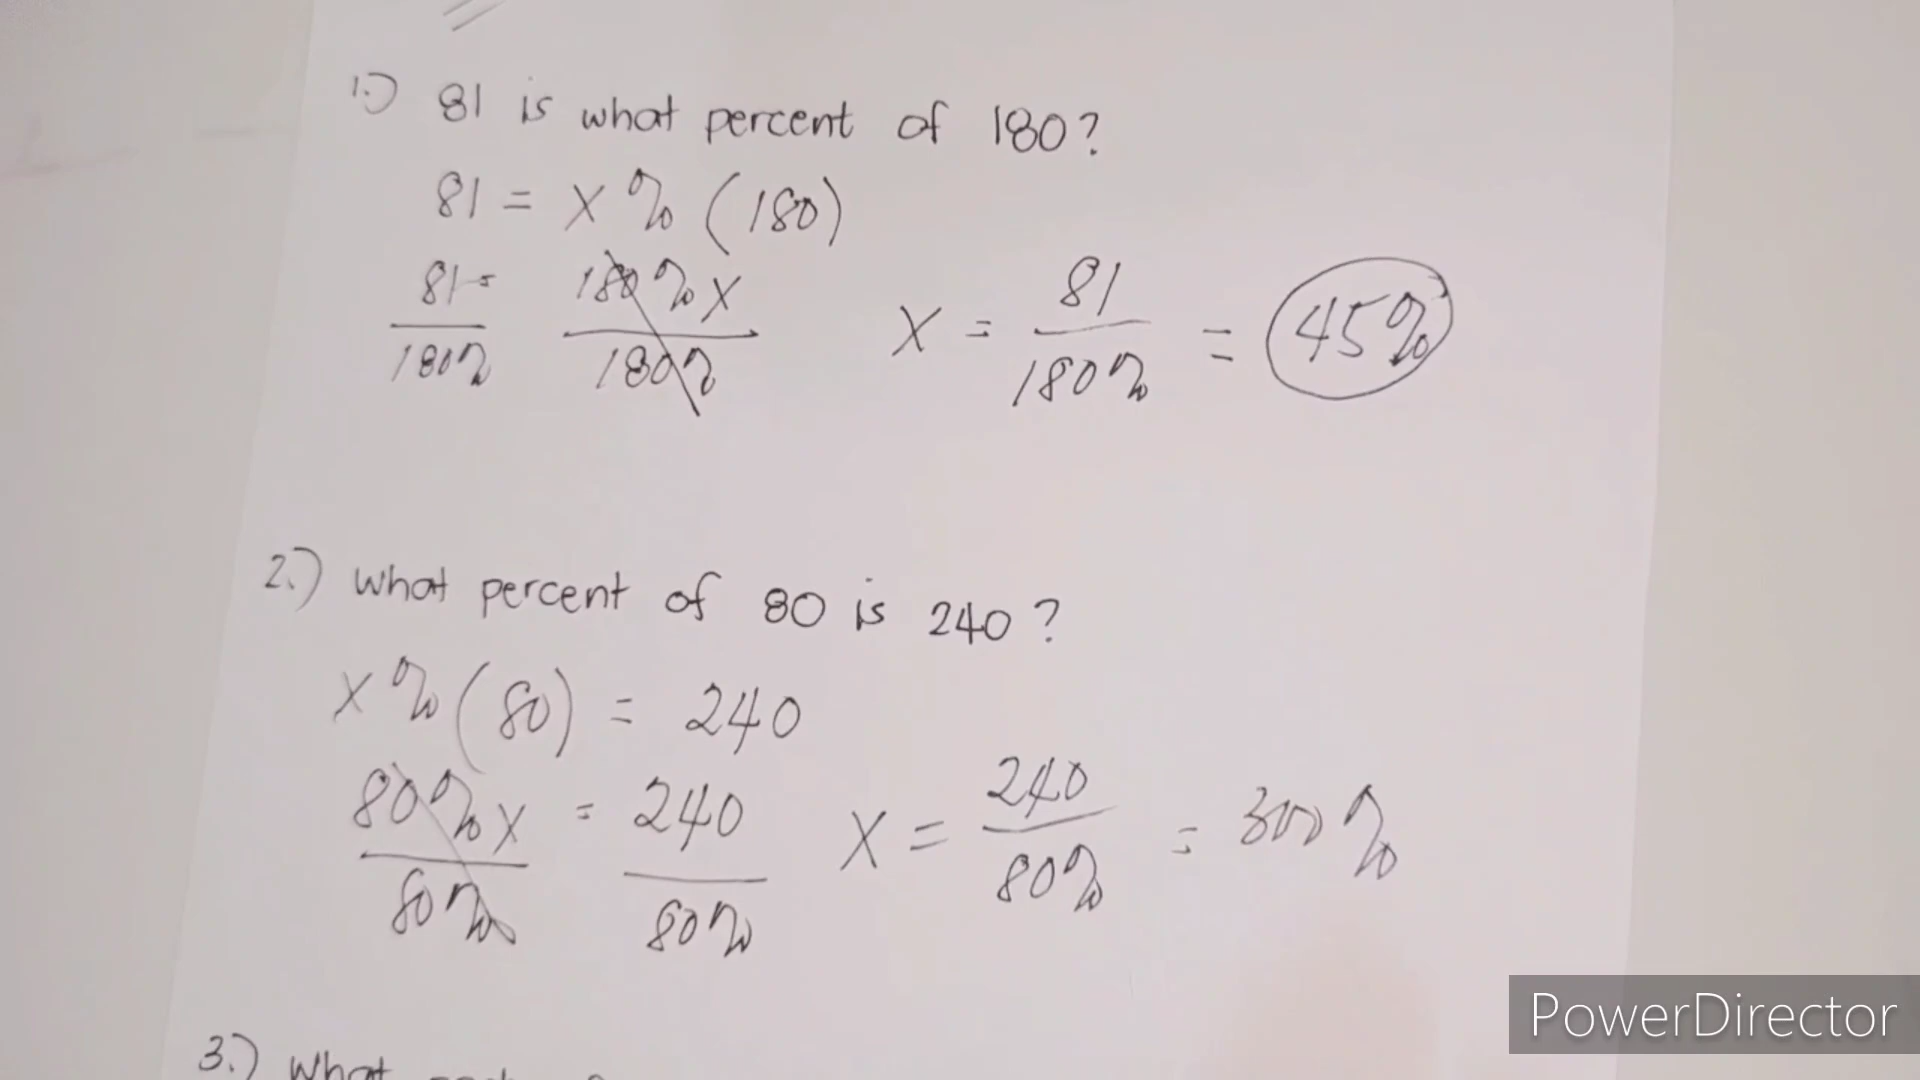 1.) 81 is what percent of 180?
81 = x % (180)
81 = 180 % x
180% 180%
x = 81 / 180% = 45%
2.) What percent of 80 is 240?
x % (80) = 240
80% x = 240
80% 80%
x = 240 / 80% = 300%
3.) What
PowerDirector